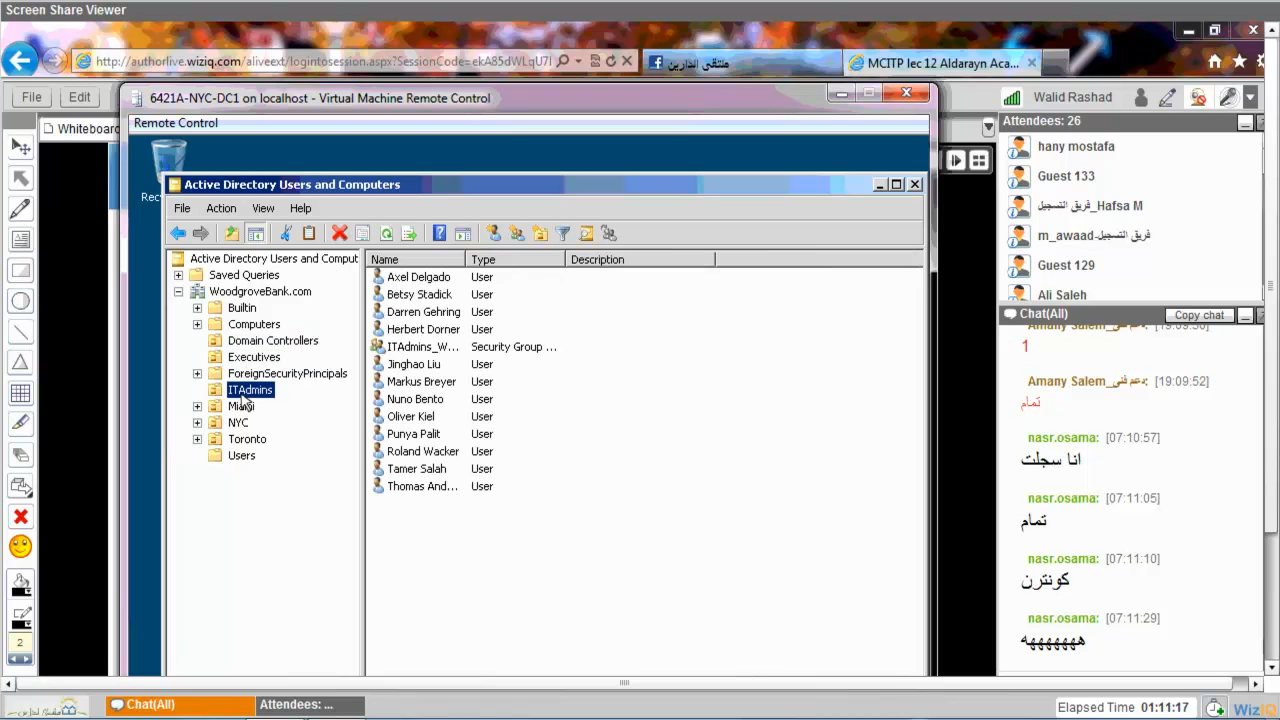 Screen Share Viewer
http://authorlive.wiziq.com/aliveext/logintosession.aspx?SessionCode=ekA85dWLqU7l
منتقى الدارين
MCITP lec 12 Aldarayn Aca...
File
Edit
6421A-NYC-DC1 on localhost - Virtual Machine Remote Control
Walid Rashad
Remote Control
Attendees: 26
Whiteboard
hany mostafa
Guest 133
فريق التسجيل_Hafsa M
m_awaad-فريق التسجيل
Guest 129
Ali Saleh
Rec
Active Directory Users and Computers
File
Action
View
Help
Active Directory Users and Comput
Saved Queries
WoodgroveBank.com
Builtin
Computers
Domain Controllers
Executives
ForeignSecurityPrincipals
ITAdmins
Miami
NYC
Toronto
Users
Name
Type
Description
Axel Delgado User
Betsy Stadick User
Darren Gehring User
Herbert Dorner User
ITAdmins_W... Security Group ...
Jinghao Liu User
Markus Breyer User
Nuno Bento User
Oliver Kiel User
Punya Palit User
Roland Wacker User
Tamer Salah User
Thomas And... User
Chat(All)
Copy chat
1
Amany Salem_دعم فنى: [19:09:52]
تمام
nasr.osama: [07:10:57]
انا سجلت
nasr.osama: [07:11:05]
تمام
nasr.osama: [07:11:10]
كونترن
nasr.osama: [07:11:29]
ههههههه
2
Chat(All)
Attendees: ...
Elapsed Time 01:11:17
WizIQ